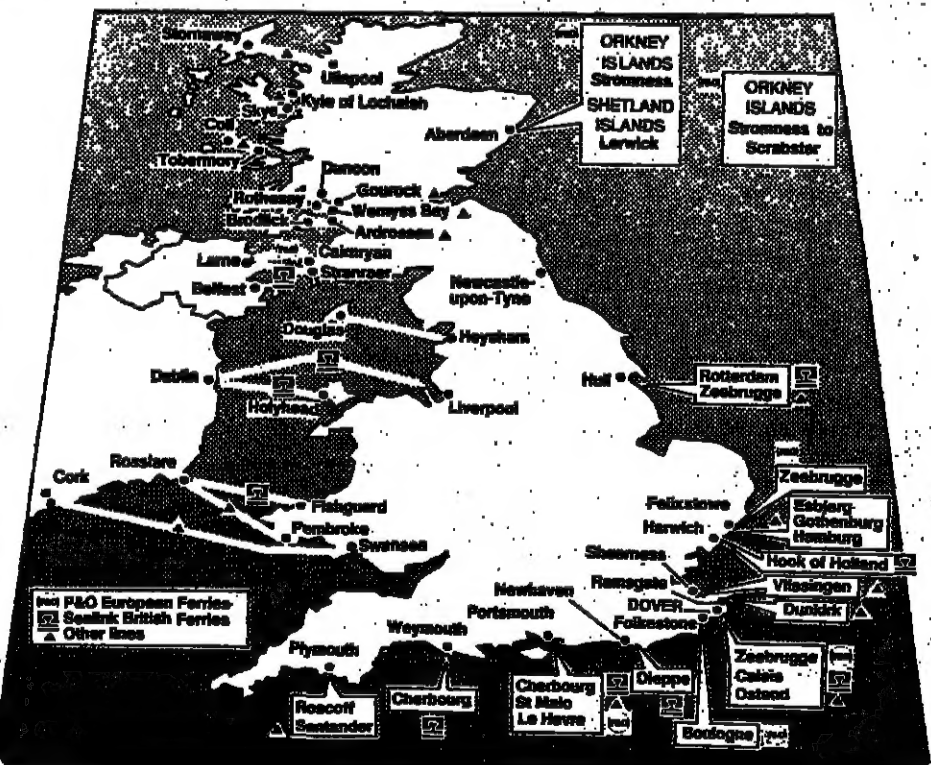 Stornoway
Ullapool
Kyle of Lochalsh
Skye
Coll
Tobermory
Aberdeen
ORKNEY
ISLANDS
Stromness
SHETLAND
ISLANDS
Lerwick
ORKNEY
ISLANDS
Stromness to
Scrabster
Dunoon
Rothesay
Gourock
Wemyss Bay
Brodick
Ardrossan
Cairnryan
Larne
Stranraer
Belfast
Newcastle-
upon-Tyne
Douglas
Heysham
Dublin
Holyhead
Liverpool
Hull
Rotterdam
Zeebrugge
Rosslare
Cork
Fishguard
Pembroke
Swansea
Felixstowe
Zeebrugge
Harwich
Esbjerg-
Gothenburg
Hamburg
Hook of Holland
Sheerness
Vlissingen
Ramsgate
Dunkirk
DOVER
Folkestone
Newhaven
Portsmouth
Weymouth
Plymouth
P&O European Ferries
Sealink British Ferries
Other lines
Roscoff
Santander
Cherbourg
Cherbourg
St Malo
Le Havre
Dieppe
Zeebrugge
Calais
Ostend
Boulogne